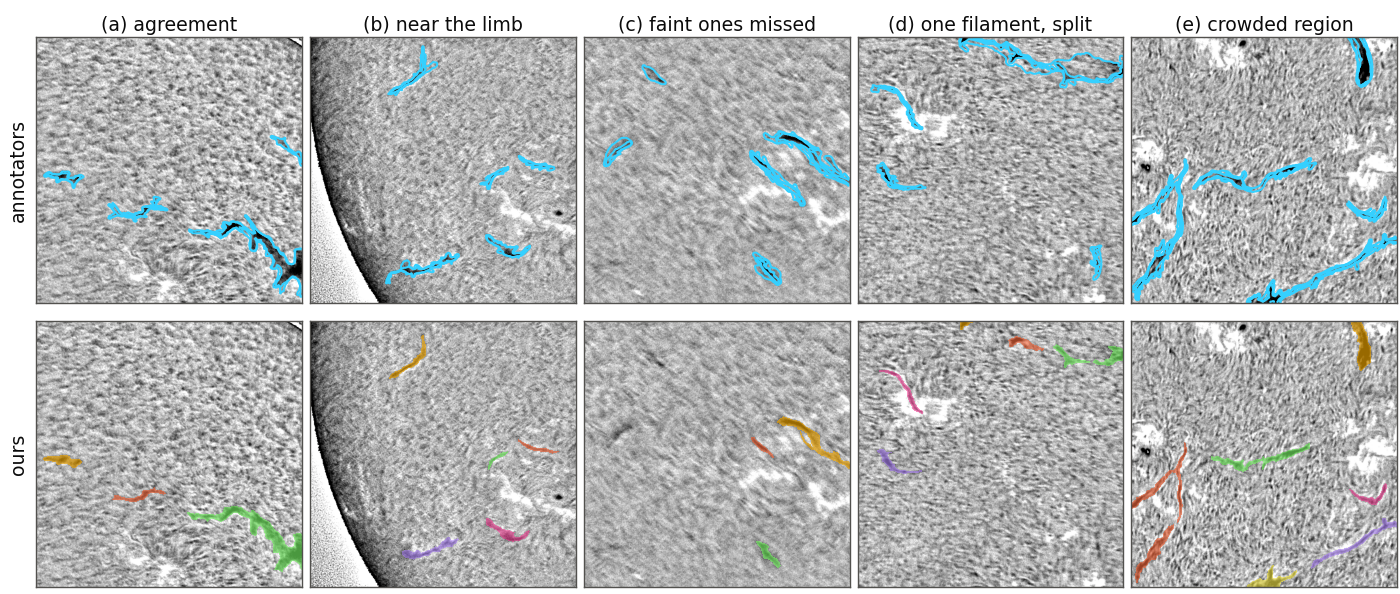 (a) agreement
(b) near the limb
(c) faint ones missed
(d) one filament, split
(e) crowded region
annotators
ours